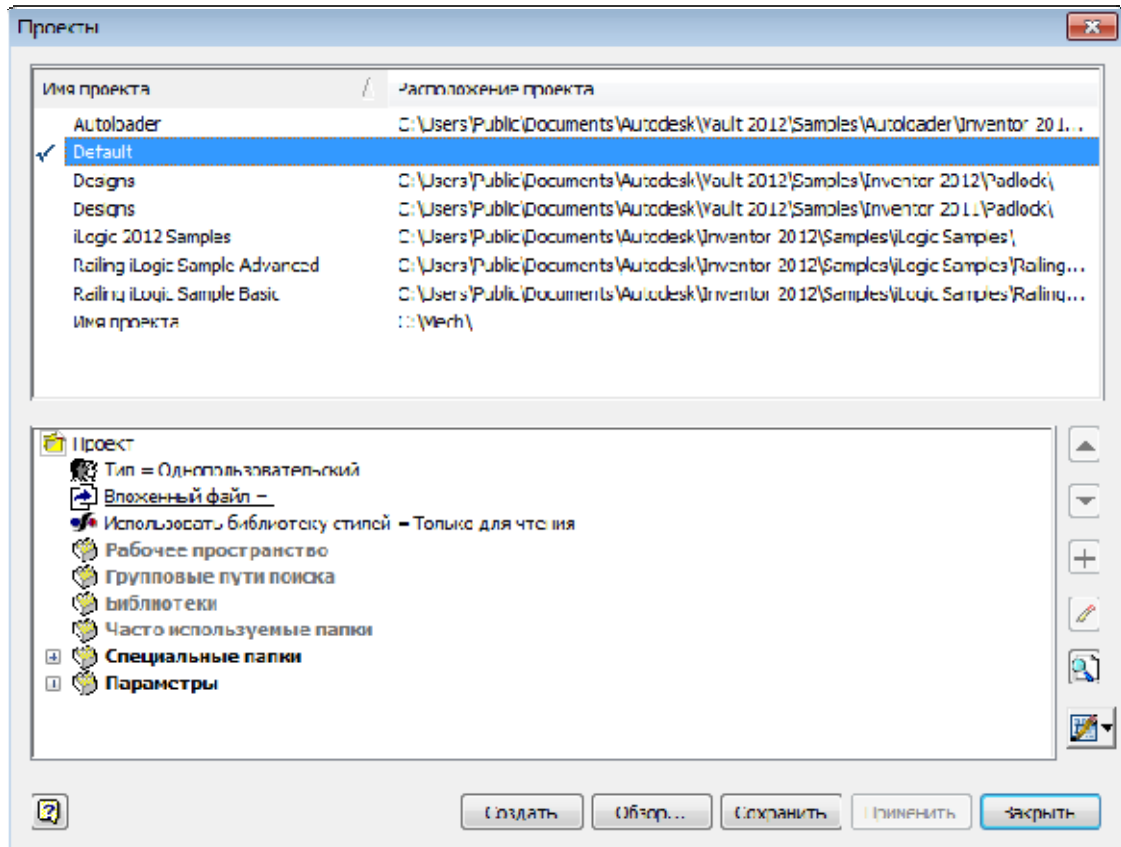 Проекты
Имя проекта / Расположение проекта
Autoloader C:\Users\Public\Documents\Autodesk\Vault 2012\Samples\Autoloader\Inventor 201...
Default
Designs C:\Users\Public\Documents\Autodesk\Vault 2012\Samples\Inventor 2012\Padlock\
Designs C:\Users\Public\Documents\Autodesk\Vault 2012\Samples\Inventor 2011\Padlock\
iLogic 2012 Samples C:\Users\Public\Documents\Autodesk\Inventor 2012\Samples\iLogic Samples\
Railing iLogic Sample Advanced C:\Users\Public\Documents\Autodesk\Inventor 2012\Samples\iLogic Samples\Railing...
Railing iLogic Sample Basic C:\Users\Public\Documents\Autodesk\Inventor 2012\Samples\iLogic Samples\Railing...
Имя проекта C:\Mech\
Проект
Тип = Однопользовательский
Вложенный файл =
Использовать библиотеку стилей = Только для чтения
Рабочее пространство
Групповые пути поиска
Библиотеки
Часто используемые папки
Специальные папки
Параметры
Создать Обзор... Сохранить Применить Закрыть